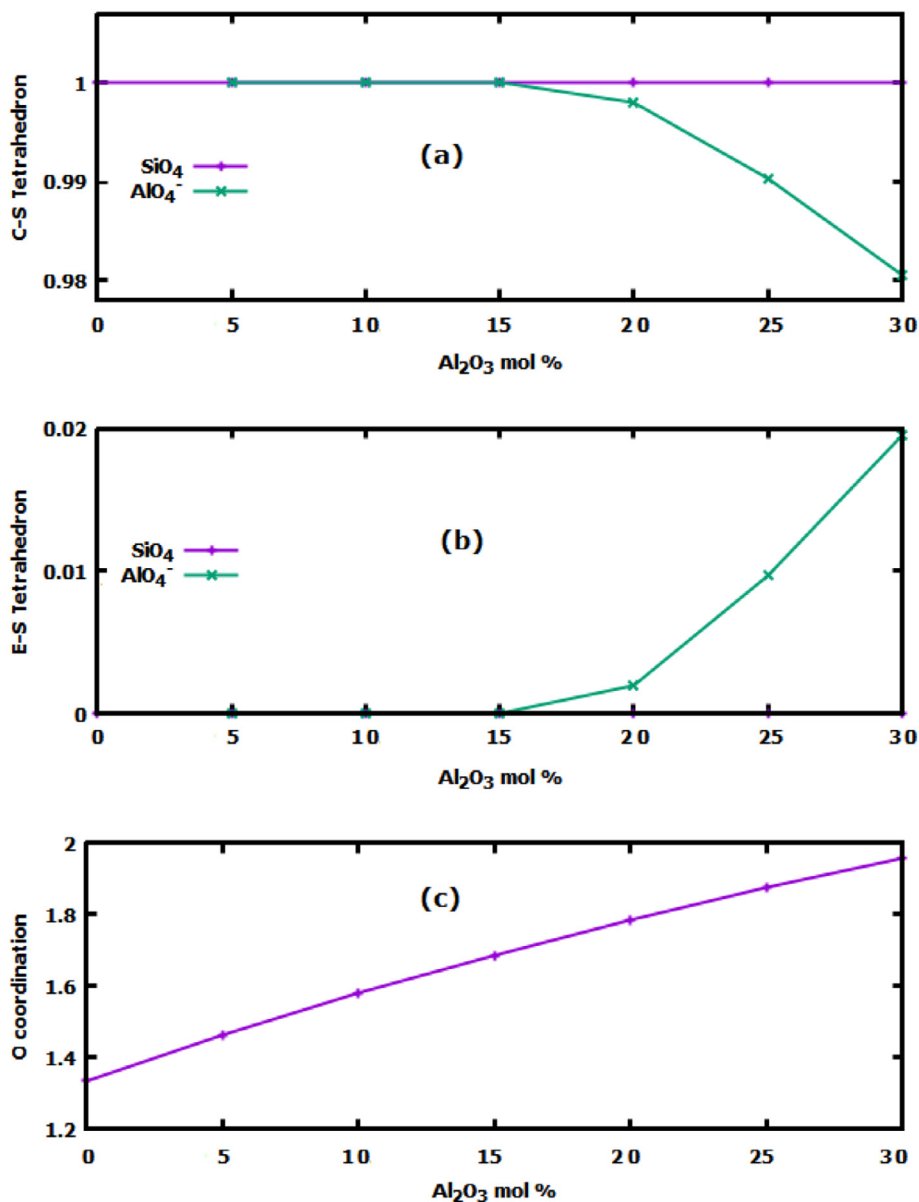 C-S Tetrahedron
1
0.99
0.98
(a)
SiO₄
AlO₄⁻
0 5 10 15 20 25 30
Al₂O₃ mol %
E-S Tetrahedron
0.02
0.01
0
(b)
SiO₄
AlO₄⁻
0 5 10 15 20 25 30
Al₂O₃ mol %
O coordination
2
1.8
1.6
1.4
1.2
(c)
0 5 10 15 20 25 30
Al₂O₃ mol %